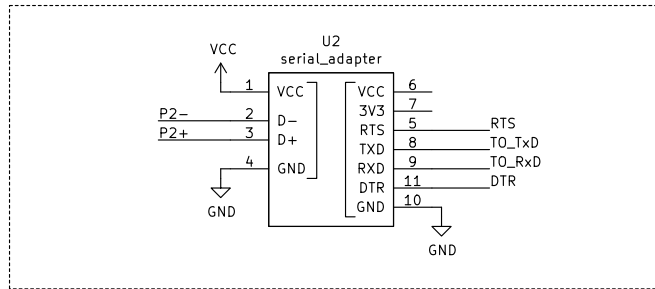 U2
serial_adapter
VCC
1 VCC
P2- 2 D-
P2+ 3 D+
4 GND
GND
VCC 6
3V3 7
RTS 5 RTS
TXD 8 TO_TxD
RXD 9 TO_RxD
DTR 11 DTR
GND 10
GND